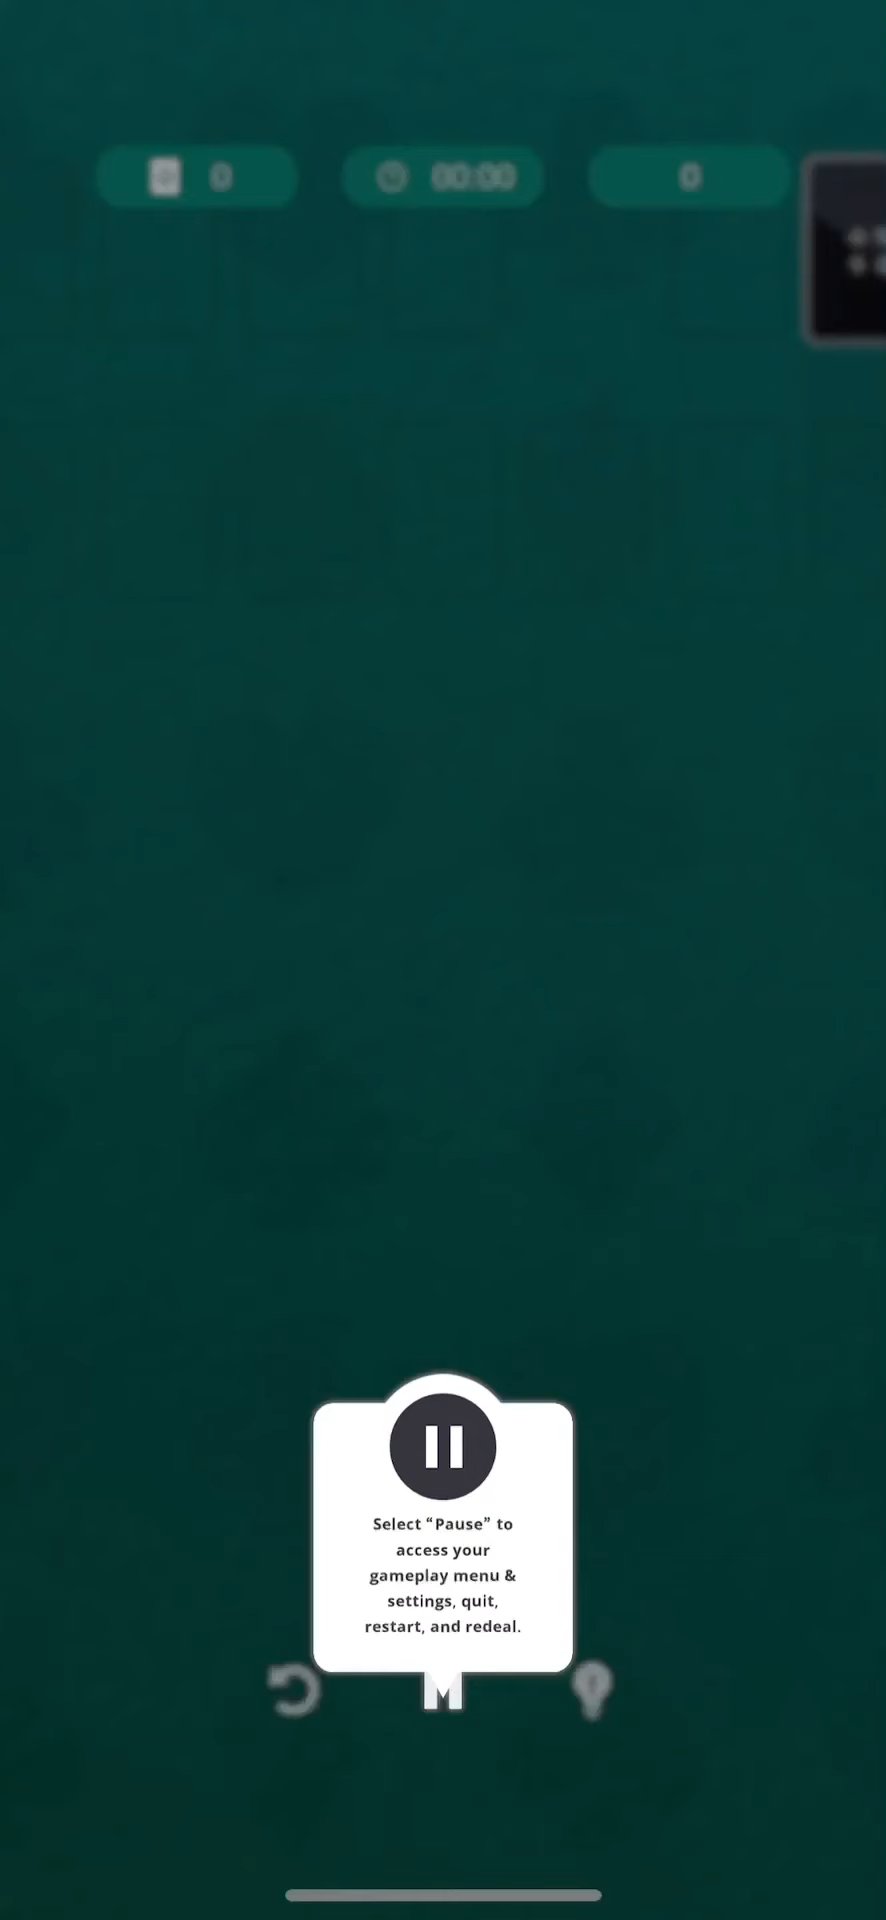 0 00:00 0
Select “Pause” to
access your
gameplay menu &
settings, quit,
restart, and redeal.